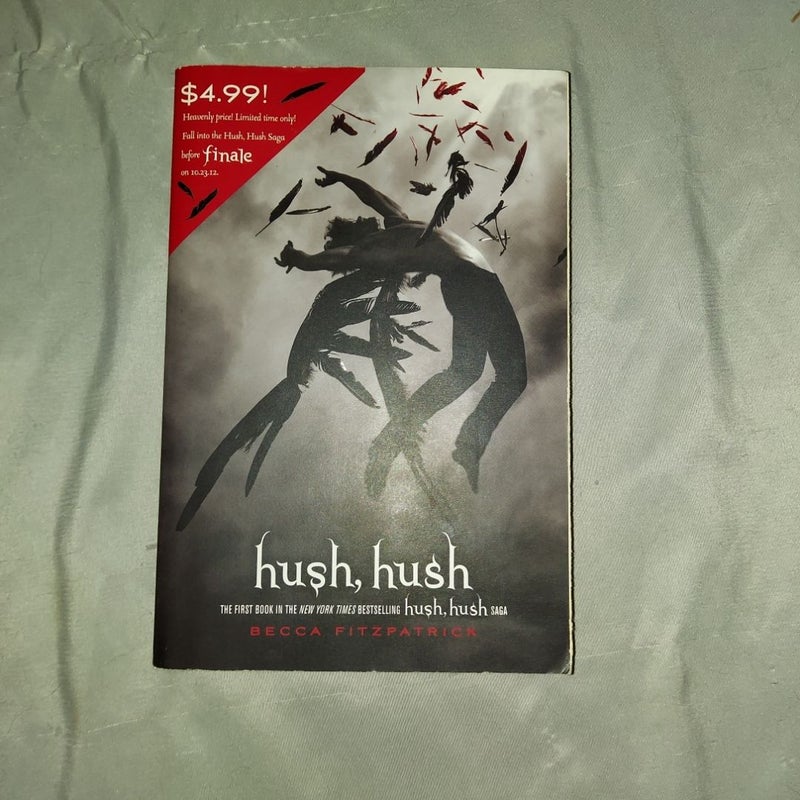 $4.99!
Heavenly price! Limited time only!
Fall into the Hush, Hush Saga
before finale
on 10.23.12.
hush, hush
THE FIRST BOOK IN THE NEW YORK TIMES BESTSELLING hush, hush SAGA
BECCA FITZPATRICK